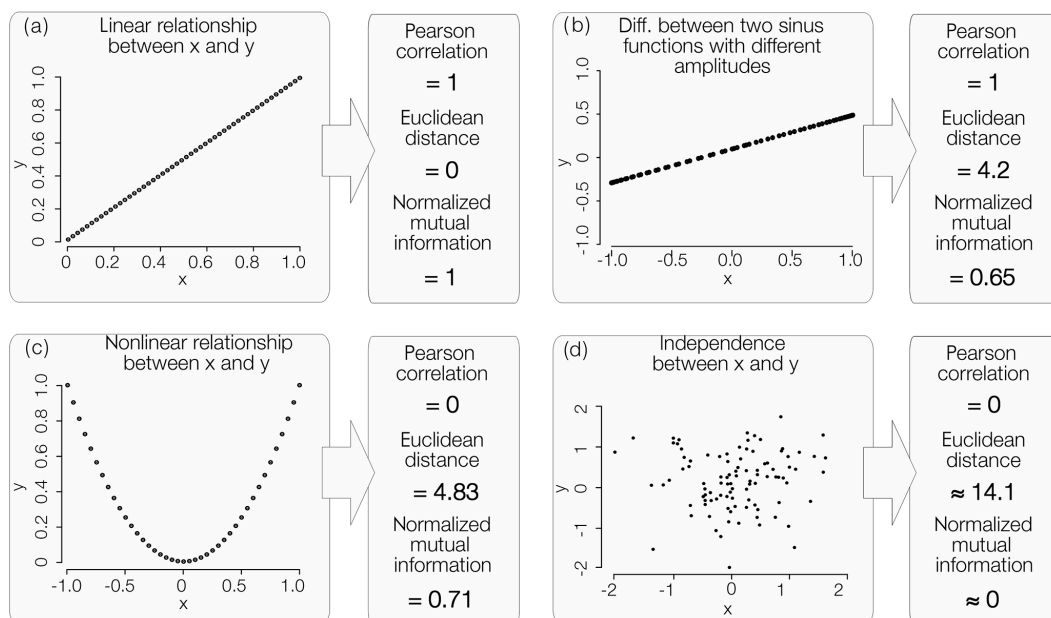 (a)
Linear relationship
between x and y
y
1.0
0.8
0.6
0.4
0.2
0
0 0.2 0.4 0.6 0.8 1.0
x
Pearson
correlation
= 1
Euclidean
distance
= 0
Normalized
mutual
information
= 1
(b)
Diff. between two sinus
functions with different
amplitudes
y
1.0
0.5
0
-0.5
-1.0
-1.0 -0.5 0.0 0.5 1.0
x
Pearson
correlation
= 1
Euclidean
distance
= 4.2
Normalized
mutual
information
= 0.65
(c)
Nonlinear relationship
between x and y
y
1.0
0.8
0.6
0.4
0.2
0
-1.0 -0.5 0 0.5 1.0
x
Pearson
correlation
= 0
Euclidean
distance
= 4.83
Normalized
mutual
information
= 0.71
(d)
Independence
between x and y
y
2
1
0
-1
-2
-2 -1 0 1 2
x
Pearson
correlation
= 0
Euclidean
distance
≈ 14.1
Normalized
mutual
information
≈ 0